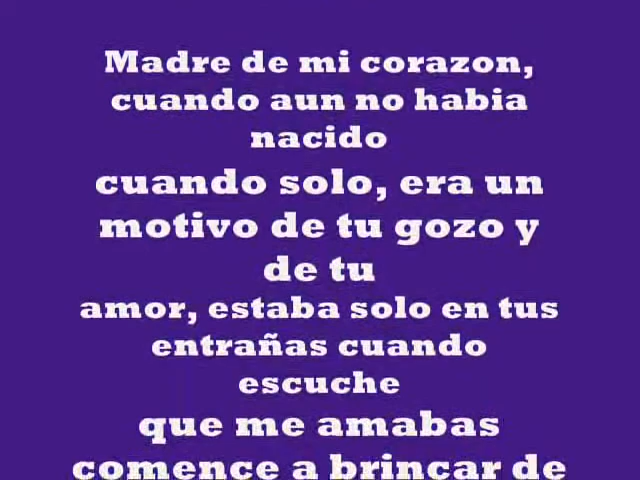 Madre de mi corazon,
cuando aun no habia
nacido
cuando solo, era un
motivo de tu gozo y
de tu
amor, estaba solo en tus
entrañas cuando
escuche
que me amabas
comence a brincar de